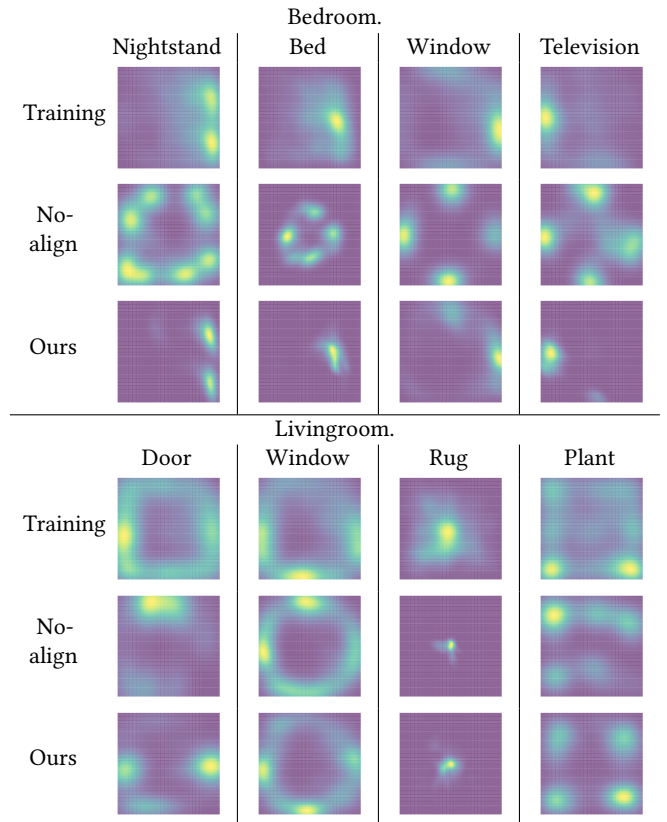 Bedroom.
Nightstand Bed Window Television
Training
No-
align
Ours
Livingroom.
Door Window Rug Plant
Training
No-
align
Ours